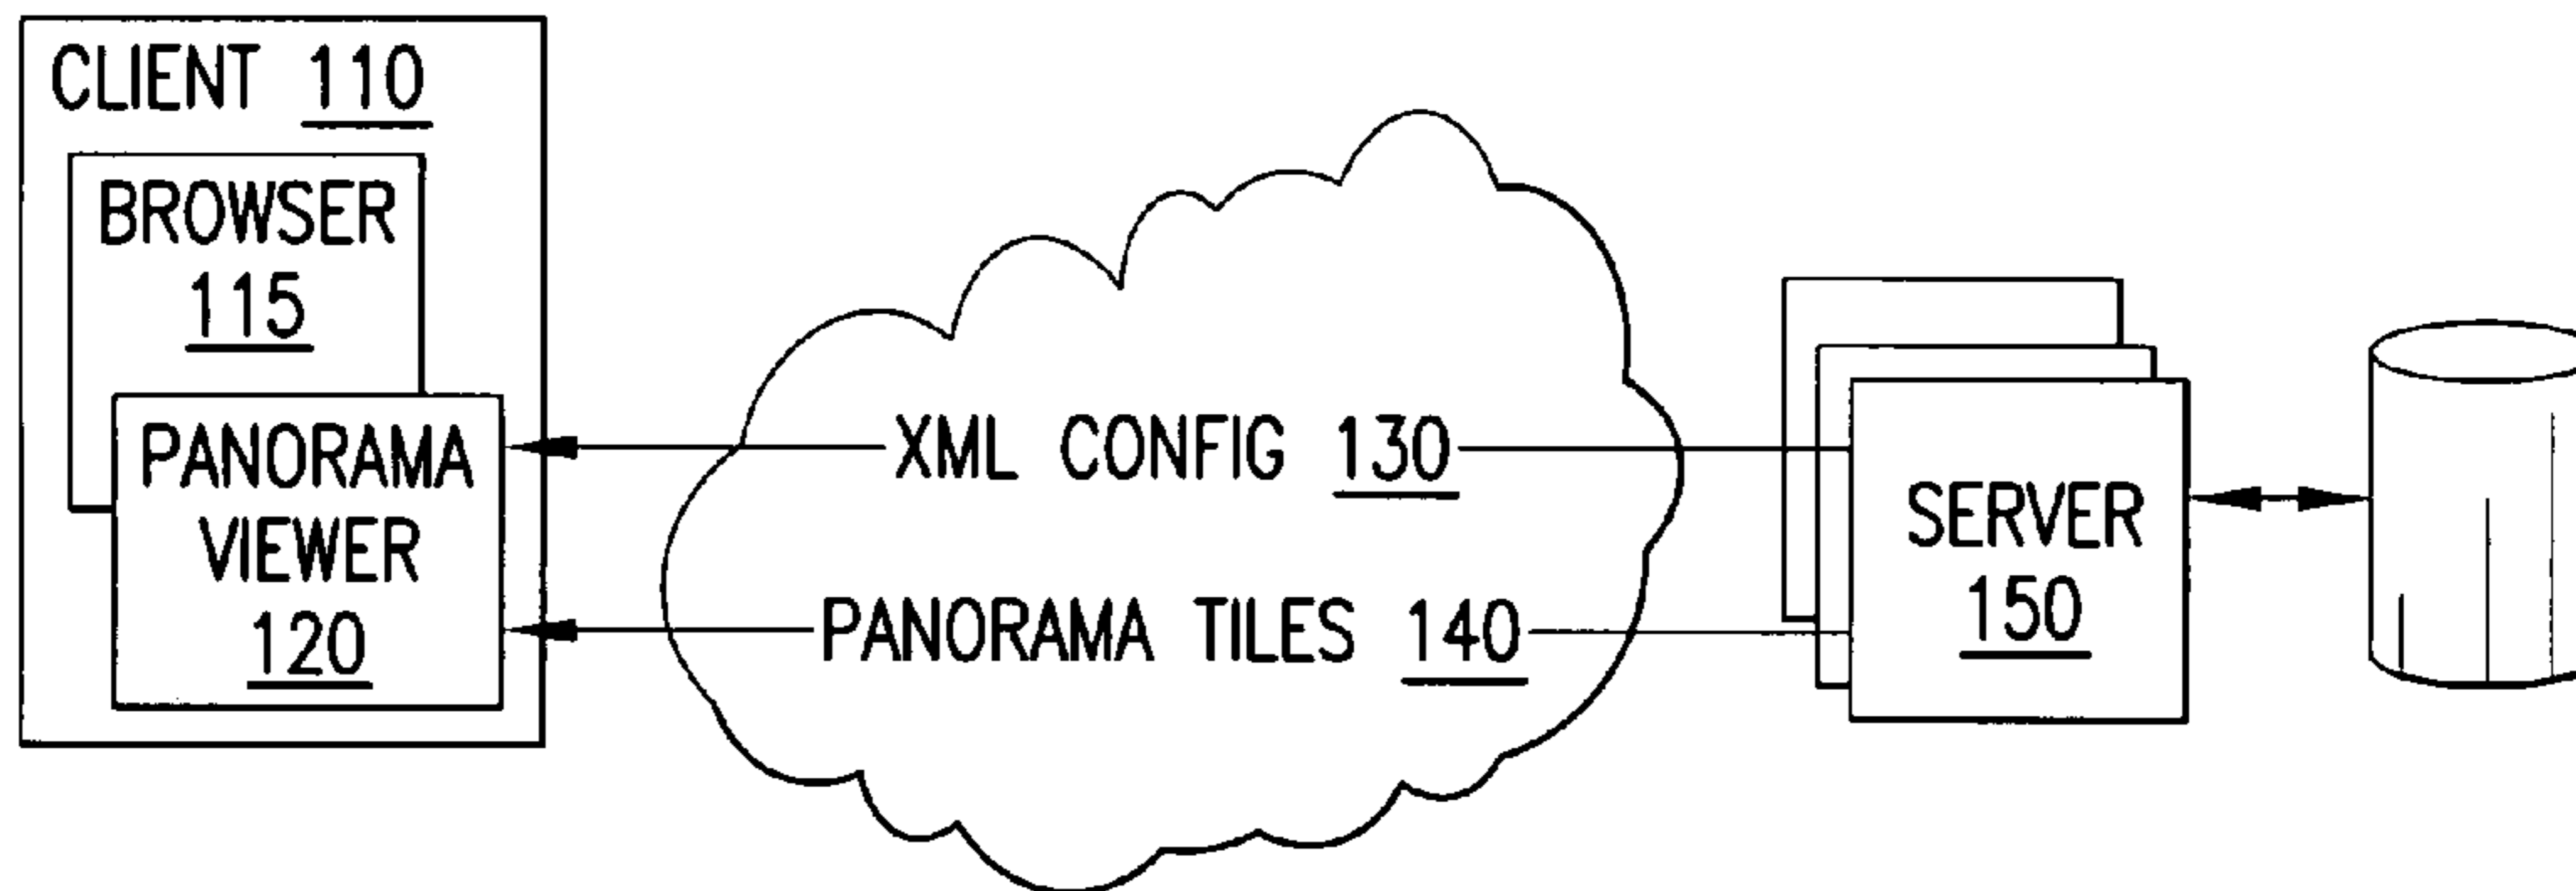 CLIENT 110
BROWSER
115
PANORAMA
VIEWER
120
XML CONFIG 130
PANORAMA TILES 140
SERVER
150